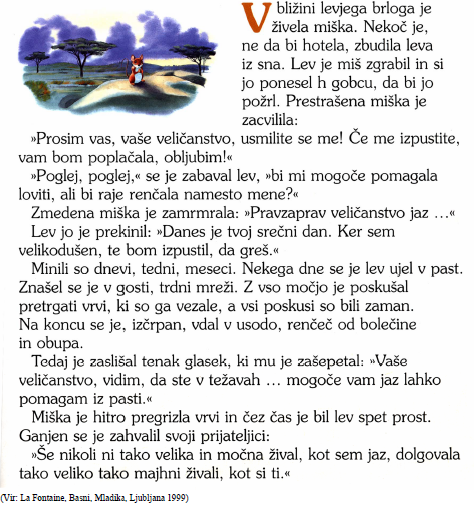 V bližini levjega brloga je
živela miška. Nekoč je,
ne da bi hotela, zbudila leva
iz sna. Lev je miš zgrabil in si
jo ponesel h gobcu, da bi jo
požrl. Prestrašena miška je
zacvilila:
»Prosim vas, vaše veličanstvo, usmilite se me! Če me izpustite,
vam bom poplačala, obljubim!«
»Poglej, poglej,« se je zabaval lev, »bi mi mogoče pomagala
loviti, ali bi raje renčala namesto mene?«
Zmedena miška je zamrmrala: »Pravzaprav veličanstvo jaz ...«
Lev jo je prekinil: »Danes je tvoj srečni dan. Ker sem
velikodušen, te bom izpustil, da greš.«
Minili so dnevi, tedni, meseci. Nekega dne se je lev ujel v past.
Znašel se je v gosti, trdni mreži. Z vso močjo je poskušal
pretrgati vrvi, ki so ga vezale, a vsi poskusi so bili zaman.
Na koncu se je, izčrpan, vdal v usodo, renčeč od bolečine
in obupa.
Tedaj je zaslišal tenak glasek, ki mu je zašepetal: »Vaše
veličanstvo, vidim, da ste v težavah ... mogoče vam jaz lahko
pomagam iz pasti.«
Miška je hitro pregrizla vrvi in čez čas je bil lev spet prost.
Ganjen se je zahvalil svoji prijateljici:
»Še nikoli ni tako velika in močna žival, kot sem jaz, dolgovala
tako veliko tako majhni živali, kot si ti.«
(Vir: La Fontaine, Basni, Mladika, Ljubljana 1999)